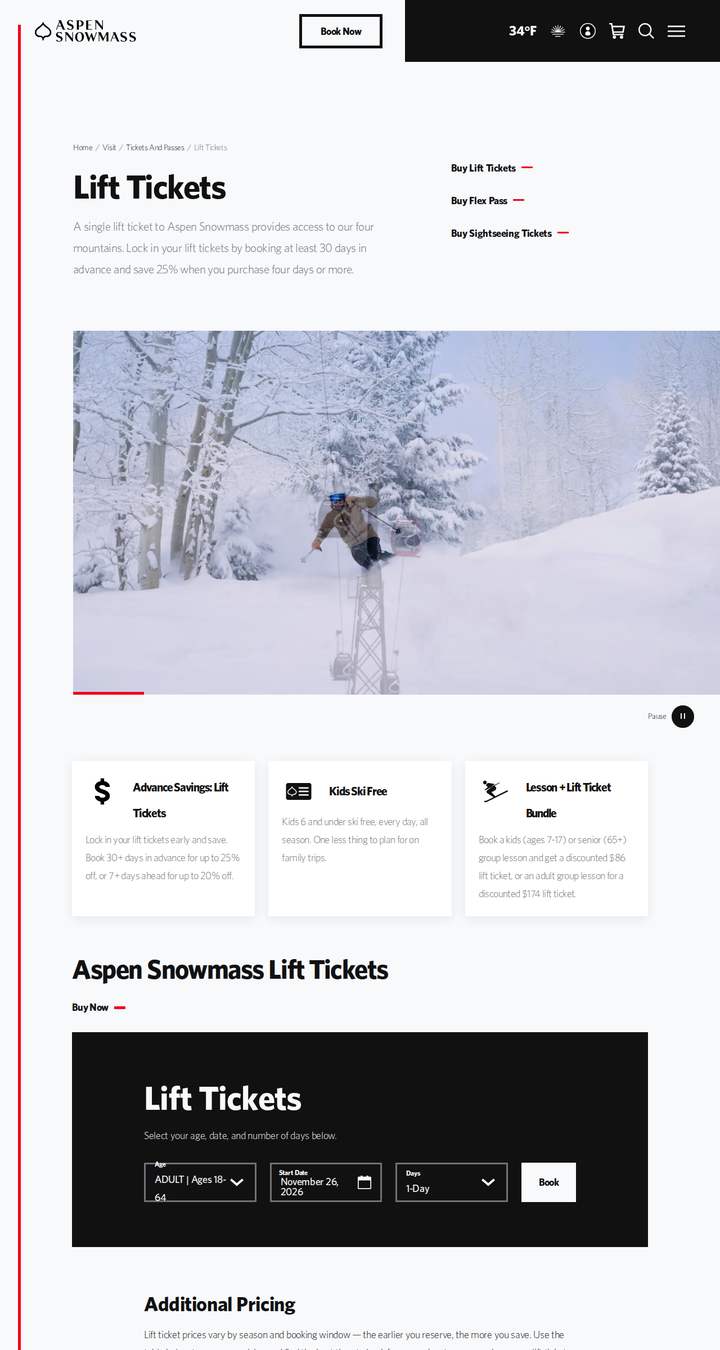 ASPEN
SNOWMASS
Book Now
34°F
Home / Visit / Tickets And Passes / Lift Tickets
Lift Tickets
A single lift ticket to Aspen Snowmass provides access to our four
mountains. Lock in your lift tickets by booking at least 30 days in
advance and save 25% when you purchase four days or more.
Buy Lift Tickets
Buy Flex Pass
Buy Sightseeing Tickets
Pause
Advance Savings: Lift
Tickets
Lock in your lift tickets early and save.
Book 30+ days in advance for up to 25%
off, or 7+ days ahead for up to 20% off.
Kids Ski Free
Kids 6 and under ski free, every day, all
season. One less thing to plan for on
family trips.
Lesson + Lift Ticket
Bundle
Book a kids (ages 7-17) or senior (65+)
group lesson and get a discounted $86
lift ticket, or an adult group lesson for a
discounted $174 lift ticket.
Aspen Snowmass Lift Tickets
Buy Now
Lift Tickets
Select your age, date, and number of days below.
Age
ADULT | Ages 18-
64
Start Date
November 26,
2026
Days
1-Day
Book
Additional Pricing
Lift ticket prices vary by season and booking window — the earlier you reserve, the more you save. Use the